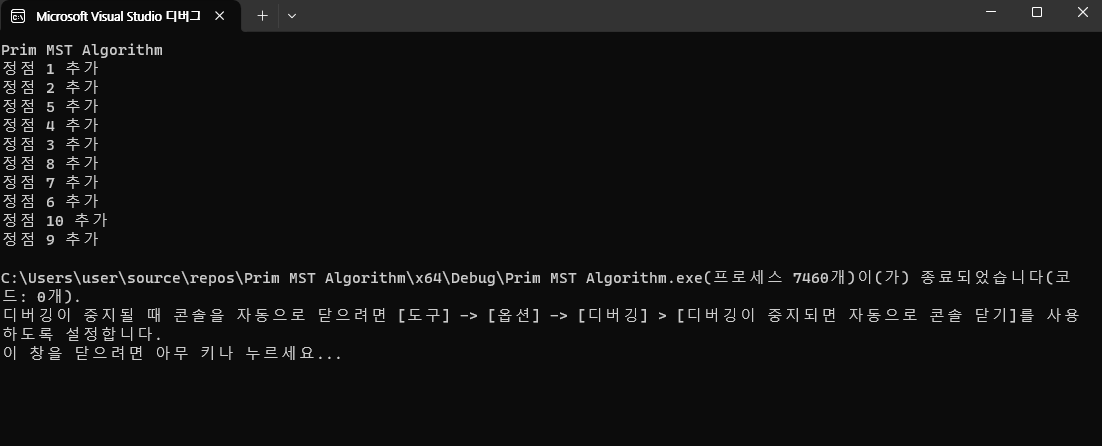 Microsoft Visual Studio 디버그
Prim MST Algorithm
정점 1 추가
정점 2 추가
정점 5 추가
정점 4 추가
정점 3 추가
정점 8 추가
정점 7 추가
정점 6 추가
정점 10 추가
정점 9 추가
C:\Users\user\source\repos\Prim MST Algorithm\x64\Debug\Prim MST Algorithm.exe(프로세스 7460개)이(가) 종료되었습니다(코
드: 0개).
디버깅이 중지될 때 콘솔을 자동으로 닫으려면 [도구] -> [옵션] -> [디버깅] > [디버깅이 중지되면 자동으로 콘솔 닫기]를 사용
하도록 설정합니다.
이 창을 닫으려면 아무 키나 누르세요...